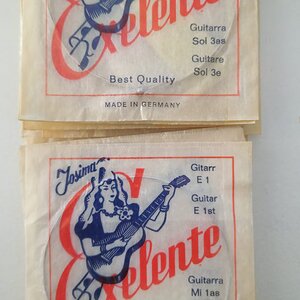 Exelente
Guitarra
Sol 3as
Guitare
Sol 3e
Best Quality
MADE IN GERMANY
Josima
Gitarr
E 1
Guitar
E 1st
Exelente
Guitarra
Mi 1as